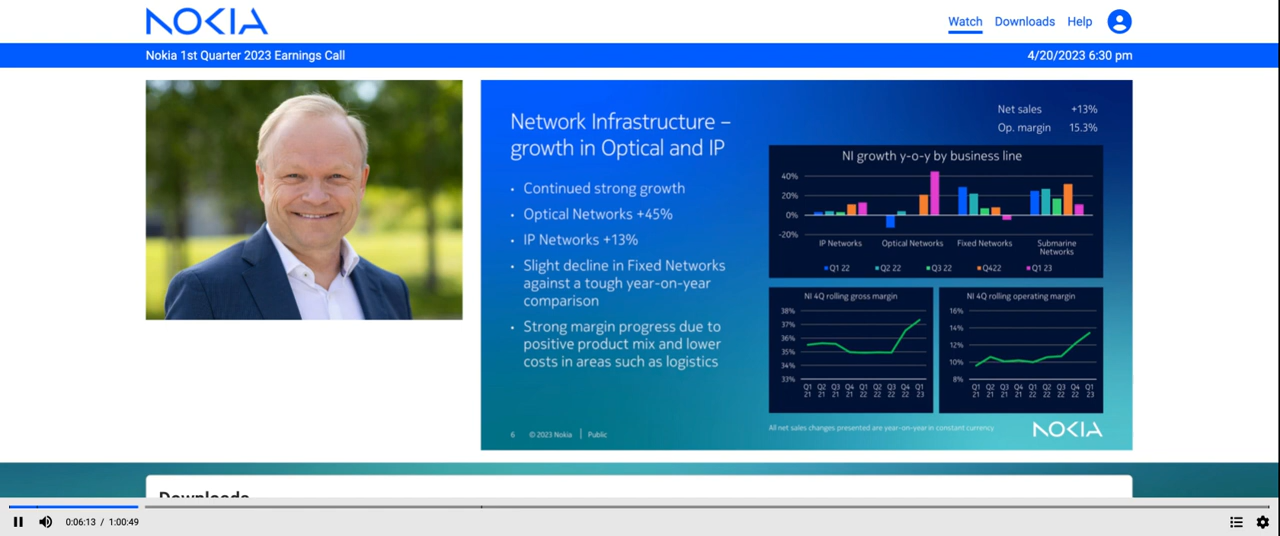 NOKIA
Watch Downloads Help
Nokia 1st Quarter 2023 Earnings Call
4/20/2023 6:30 pm
Network Infrastructure –
growth in Optical and IP
• Continued strong growth
• Optical Networks +45%
• IP Networks +13%
• Slight decline in Fixed Networks
against a tough year-on-year
comparison
• Strong margin progress due to
positive product mix and lower
costs in areas such as logistics
Net sales +13%
Op. margin 15.3%
NI growth y-o-y by business line
40%
20%
0%
-20%
IP Networks Optical Networks Fixed Networks Submarine
Networks
Q1 22 Q2 22 Q3 22 Q422 Q1 23
NI 4Q rolling gross margin
38%
37%
36%
35%
34%
33%
Q1 Q2 Q3 Q4 Q1 Q2 Q3 Q4 Q1
21 21 21 21 22 22 22 22 23
NI 4Q rolling operating margin
16%
14%
12%
10%
8%
Q1 Q2 Q3 Q4 Q1 Q2 Q3 Q4 Q1
21 21 21 21 22 22 22 22 23
6 © 2023 Nokia | Public
All net sales changes presented are year-on-year in constant currency
NOKIA
Downloads
0:06:13 / 1:00:49